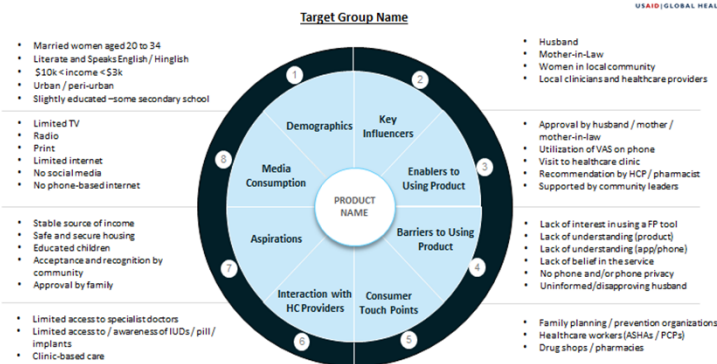 USAID|GLOBAL HEAL
Target Group Name
• Married women aged 20 to 34
• Literate and Speaks English / Hinglish
• $10k < income < $3k
• Urban / peri-urban
• Slightly educated –some secondary school
• Husband
• Mother-in-Law
• Women in local community
• Local clinicians and healthcare providers
• Limited TV
• Radio
• Print
• Limited internet
• No social media
• No phone-based internet
• Approval by husband / mother /
mother-in-law
• Utilization of VAS on phone
• Visit to healthcare clinic
• Recommendation by HCP / pharmacist
• Supported by community leaders
• Stable source of income
• Safe and secure housing
• Educated children
• Acceptance and recognition by
community
• Approval by family
• Lack of interest in using a FP tool
• Lack of understanding (product)
• Lack of understanding (app/phone)
• Lack of belief in the service
• No phone and/or phone privacy
• Uninformed/disapproving husband
• Limited access to specialist doctors
• Limited access to / awareness of IUDs / pill /
implants
• Clinic-based care
• Family planning / prevention organizations
• Healthcare workers (ASHAs / PCPs)
• Drug shops / pharmacies
1
Demographics
2
Key
Influencers
3
Enablers to
Using Product
4
Barriers to Using
Product
5
Consumer
Touch Points
6
Interaction with
HC Providers
7
Aspirations
8
Media
Consumption
PRODUCT
NAME